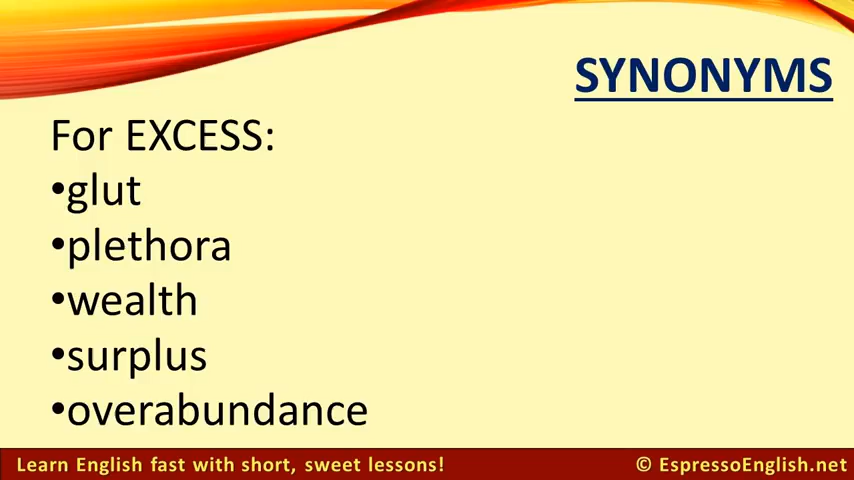 SYNONYMS
For EXCESS:
•glut
•plethora
•wealth
•surplus
•overabundance
Learn English fast with short, sweet lessons!
© EspressoEnglish.net